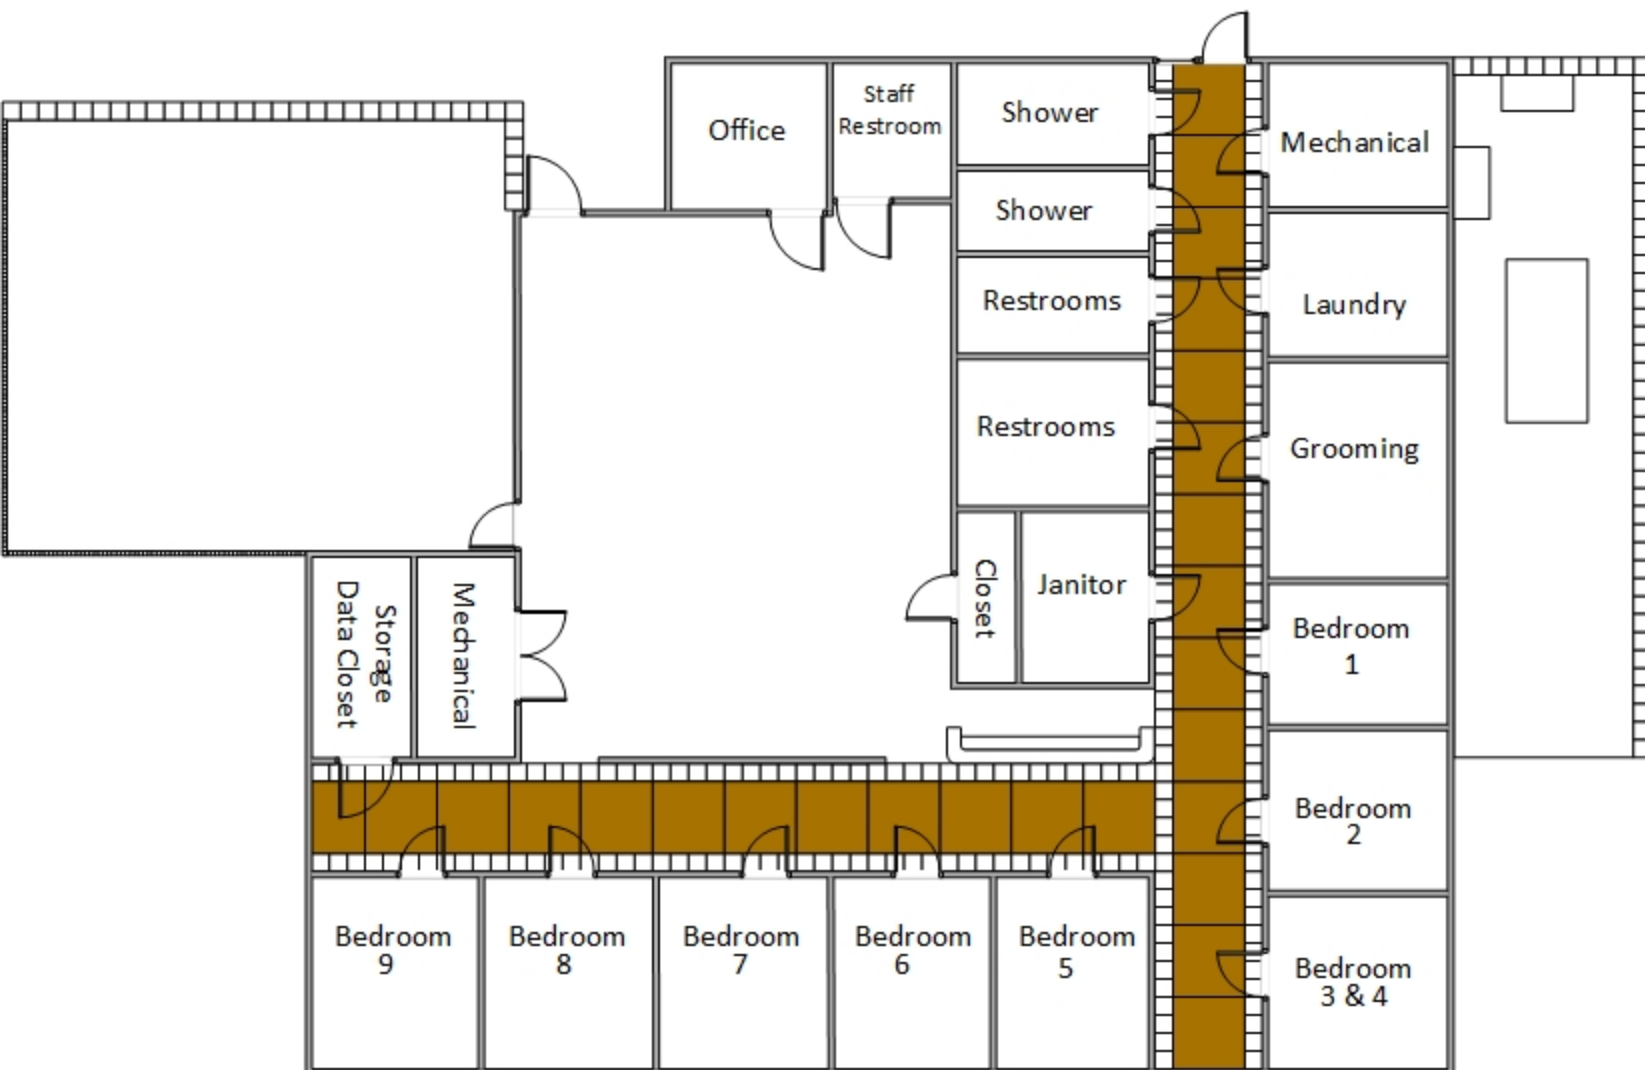 Office
Staff
Restroom
Shower
Mechanical
Shower
Restrooms
Laundry
Restrooms
Grooming
Closet
Janitor
Storage
Data Closet
Mechanical
Bedroom
1
Bedroom
2
Bedroom
9
Bedroom
8
Bedroom
7
Bedroom
6
Bedroom
5
Bedroom
3 & 4